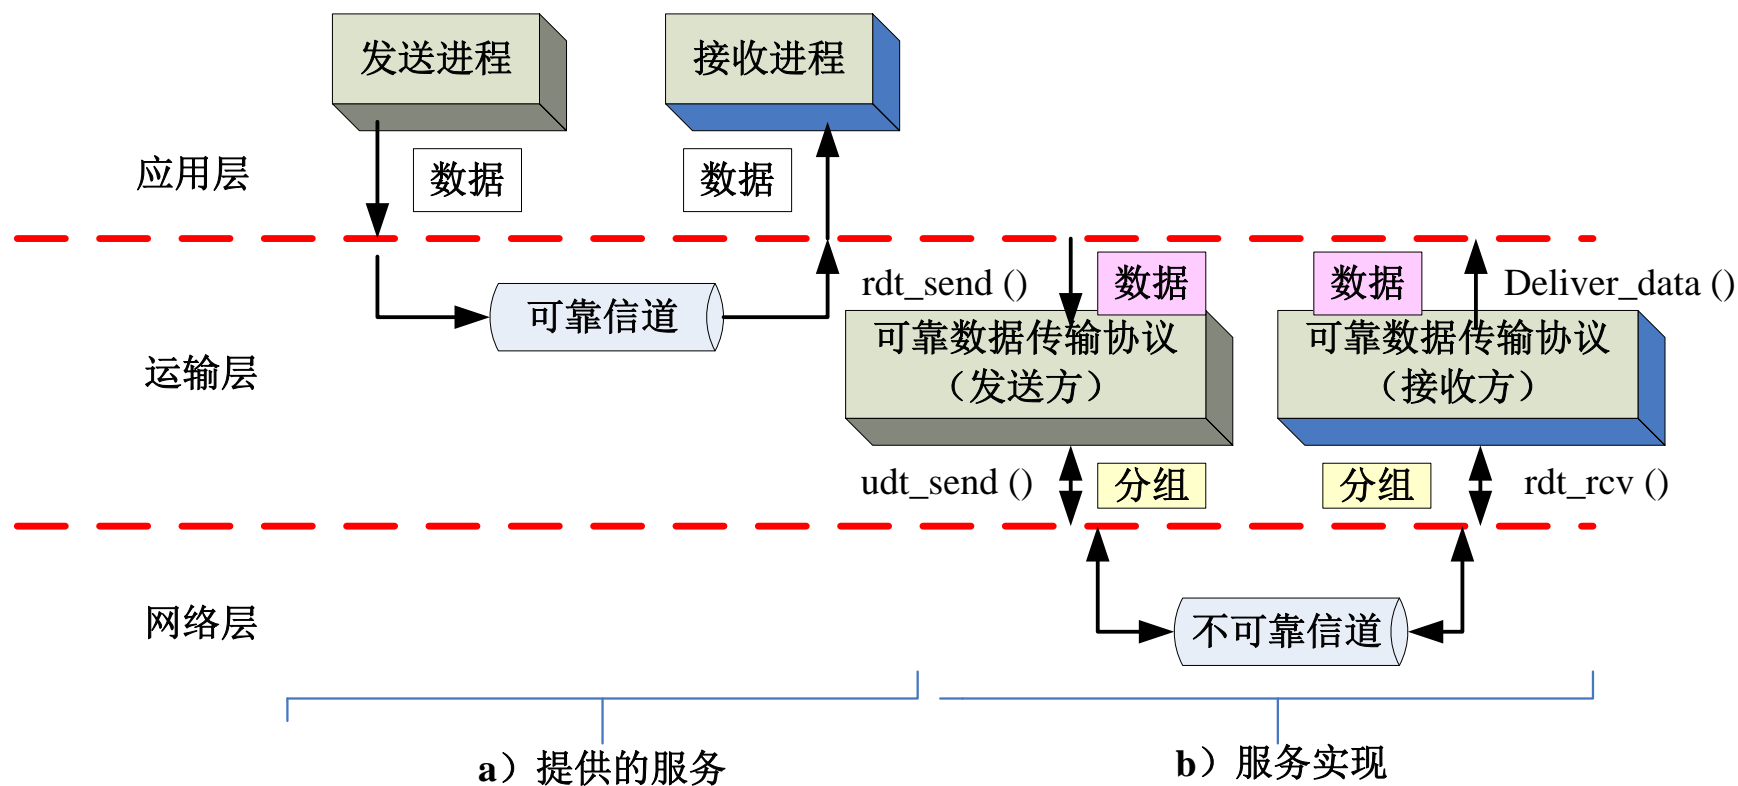 发送进程
接收进程
应用层
数据
数据
rdt_send ()
数据
数据
Deliver_data ()
可靠信道
运输层
可靠数据传输协议
（发送方）
可靠数据传输协议
（接收方）
udt_send ()
分组
分组
rdt_rcv ()
网络层
不可靠信道
a）提供的服务
b）服务实现